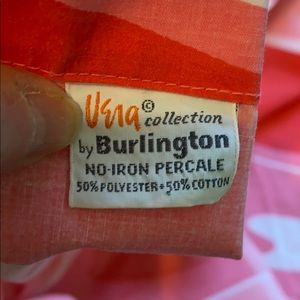 Vera © collection
by Burlington
NO-IRON PERCALE
50% POLYESTER • 50% COTTON